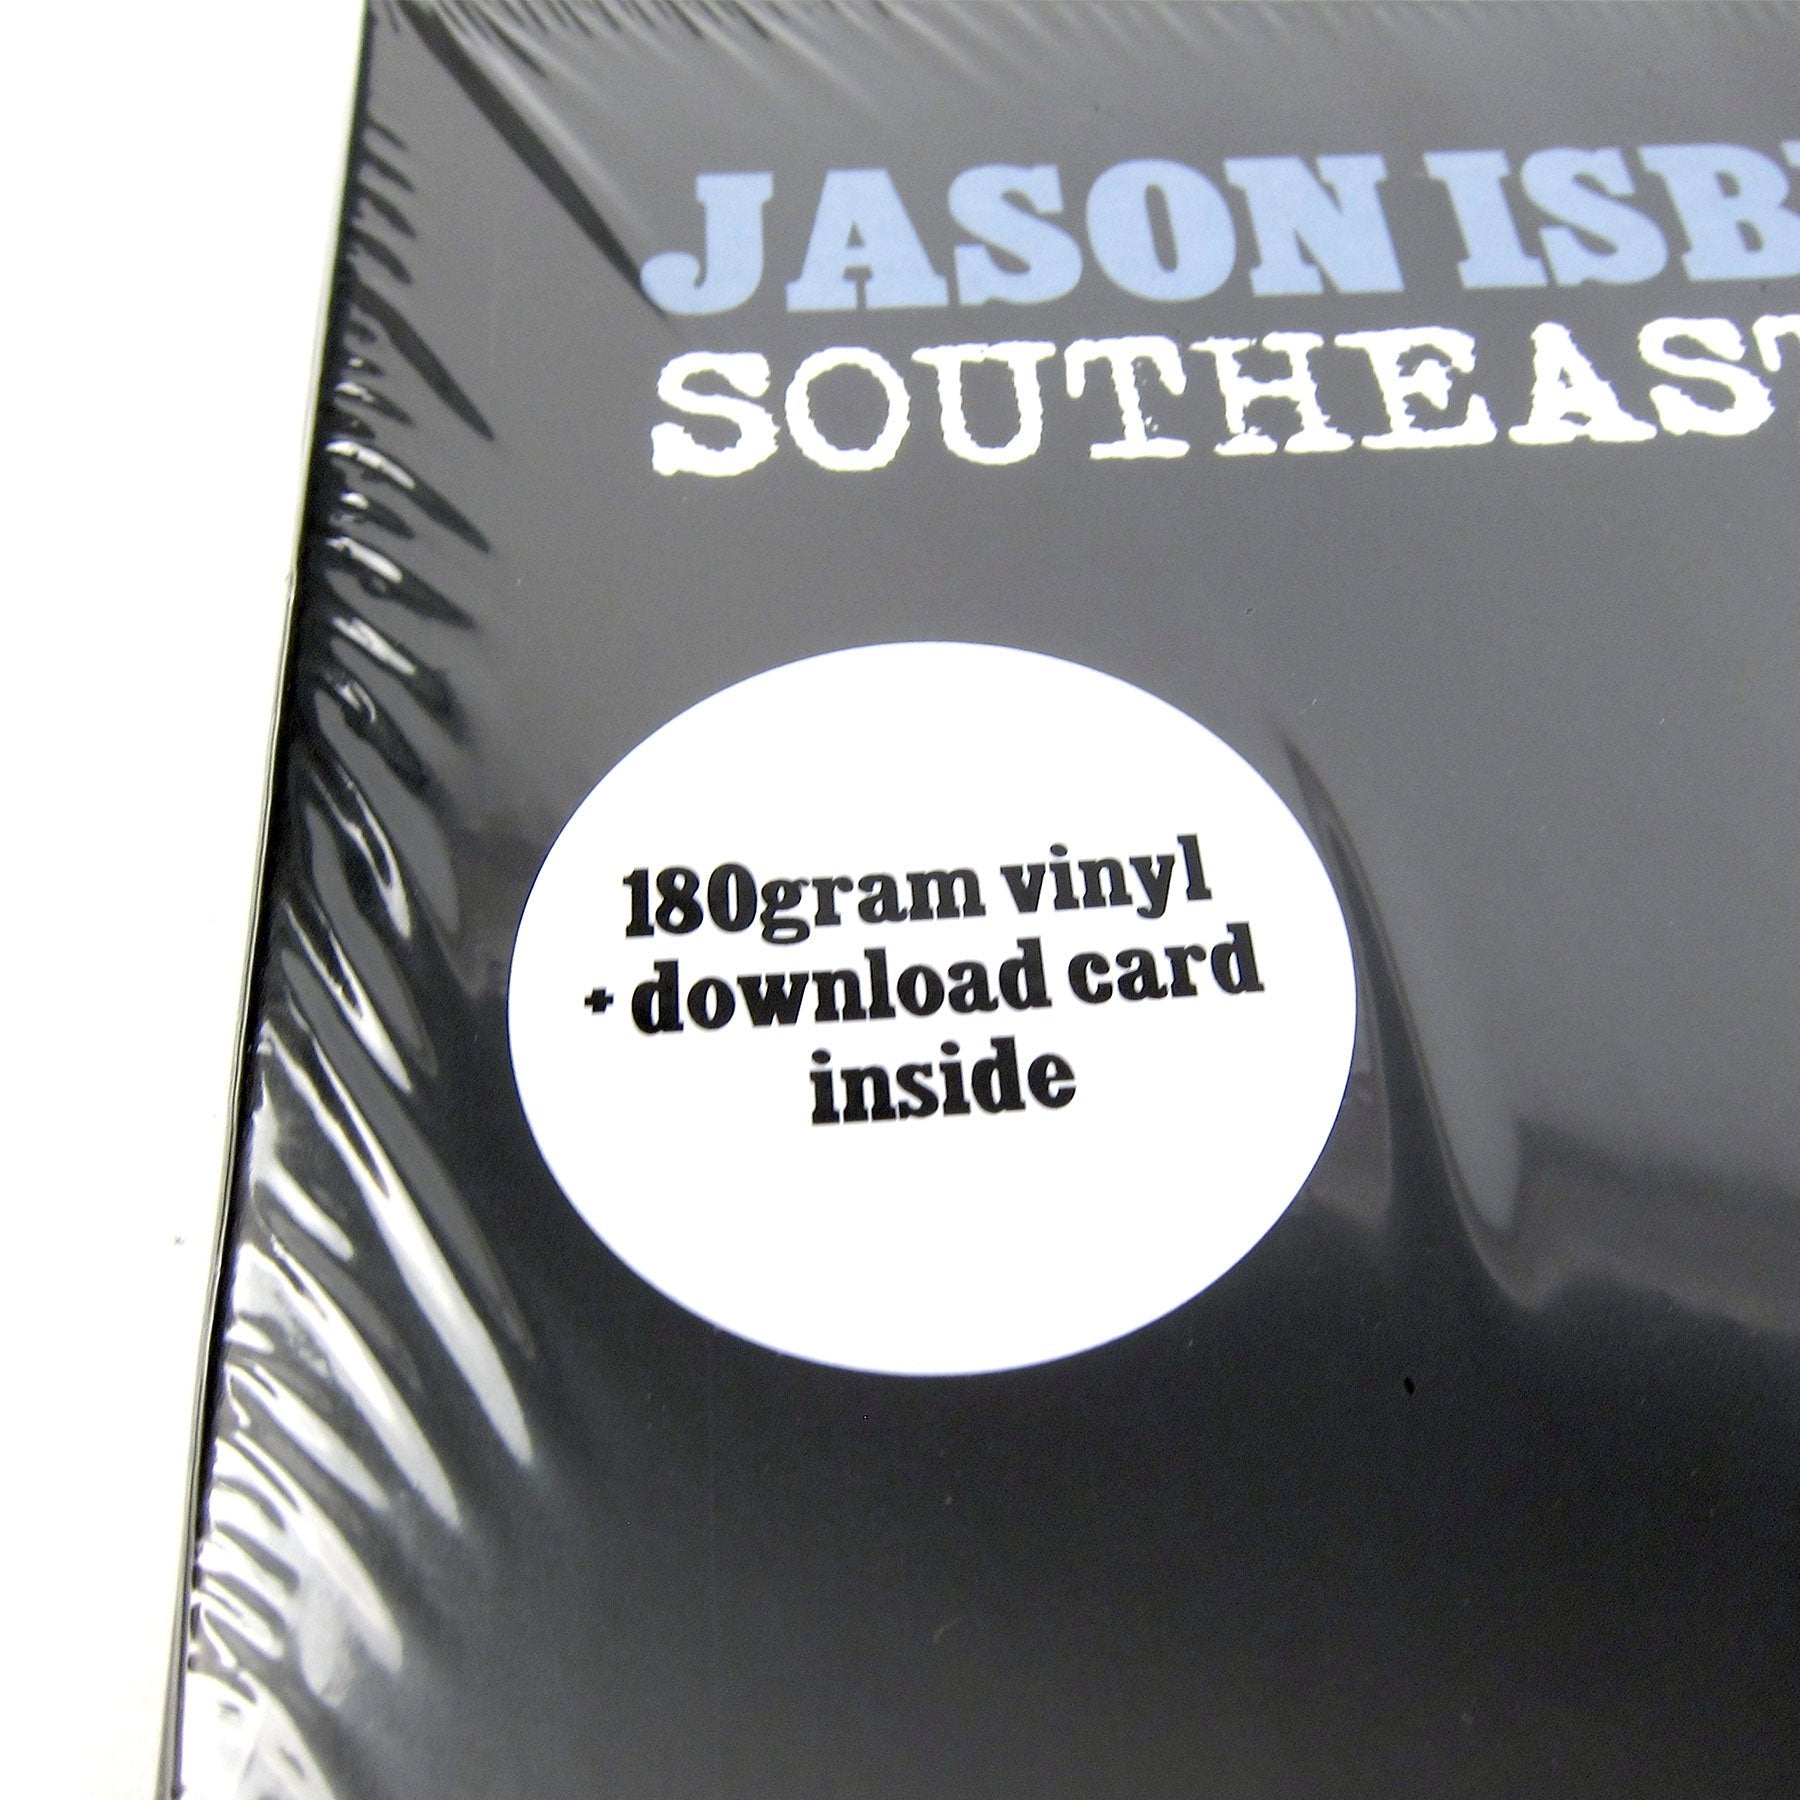 JASON ISB
SOUTHEAST
180gram vinyl
+ download card
inside